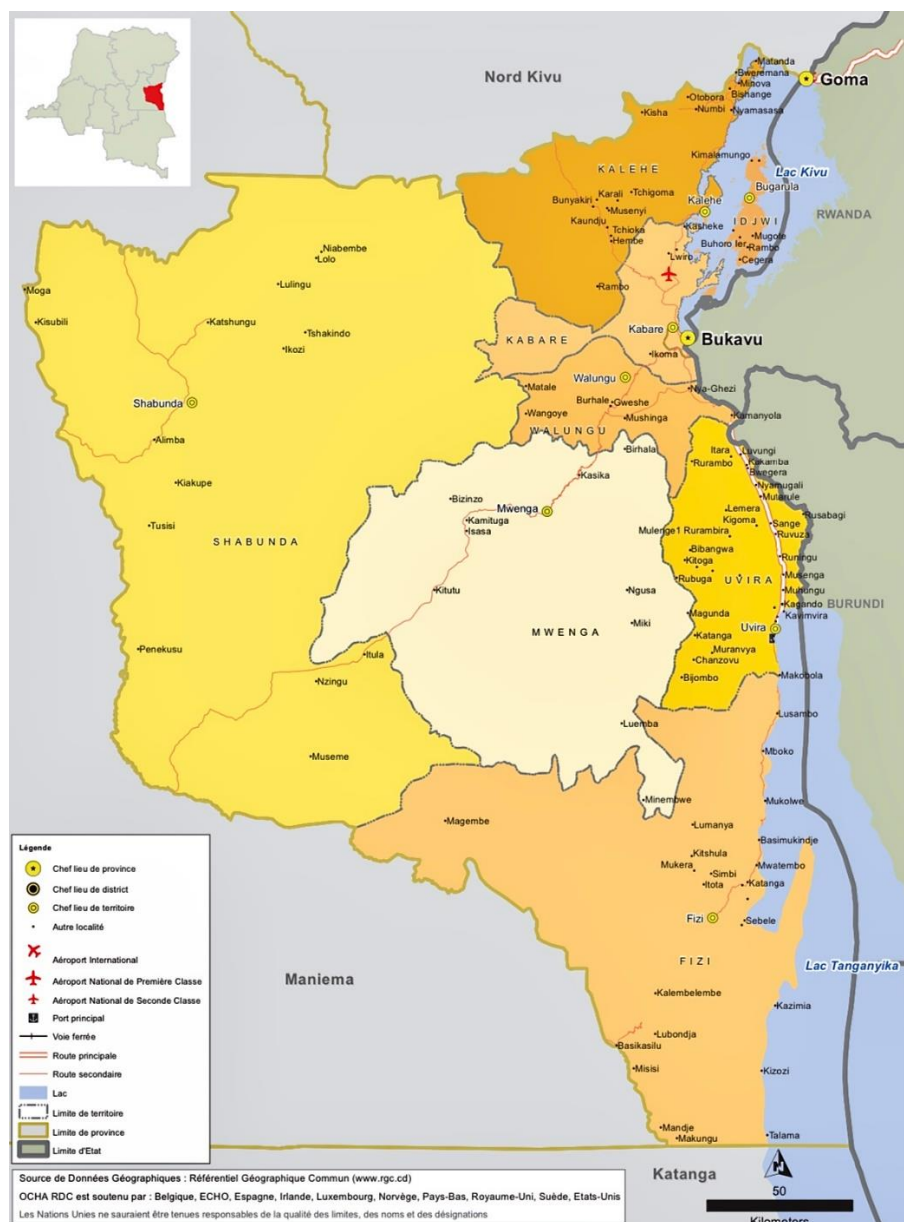 Nord Kivu
Goma
Matanda
Bweremana
Minova
Bishange
Otobora
Numbi
Nyamasasa
Kisha
KALEHE
Kimalamungo
Lac Kivu
Bugarula
RWANDA
Bunyakiri
Karali
Tchigoma
Musenyi
Kaundju
Tchioka
Hembe
Kalehe
Kasheke
IDJWI
Buhoro Ier
Mugote
Rambo
Cegera
Lwiro
Rambo
Niabembe
Lolo
Lulingu
Moga
Kisubili
Katshungu
Tshakindo
Ikozi
Kabare
KABARE
Bukavu
Ikoma
Walungu
Matale
Burhale
Gweshe
Nya-Ghezi
Wangoye
Mushinga
WALUNGU
Kamanyola
Shabunda
Alimba
Kiakupe
Tusisi
SHABUNDA
Birhala
Kasika
Bizinzo
Mwenga
Kamituga
Isasa
Itara
Luvungi
Rurambo
Kakamba
Bwegera
Nyamugali
Mutarule
Lemera
Kigoma
Sange
Rusabagi
Mulenge1
Rurambira
Ruvuza
Bibangwa
Kitoga
Runingu
UVIRA
Rubuga
Musenga
Muhungu
BURUNDI
Kagando
Kavimvira
Kitutu
Ngusa
Miki
MWENGA
Magunda
Uvira
Katanga
Muranvya
Chanzovu
Bijombo
Makobola
Penekusu
Itula
Nzingu
Museme
Luemba
Lusambo
Mboko
Minembwe
Mukolwe
Magembe
Lumanya
Basimukindje
Kitshula
Mukera
Simbi
Mwatembo
Itota
Katanga
Fizi
Sebele
FIZI
Lac Tanganyika
Maniema
Kalembelembe
Kazimia
Lubondja
Basikasilu
Misisi
Kizozi
Mandje
Makungu
Talama
Katanga
Légende
Chef lieu de province
Chef lieu de district
Chef lieu de territoire
Autre localité
Aéroport International
Aéroport National de Première Classe
Aéroport National de Seconde Classe
Port principal
Voie ferrée
Route principale
Route secondaire
Lac
Limite de territoire
Limite de province
Limite d'Etat
Source de Données Géographiques : Référentiel Géographique Commun (www.rgc.cd)
OCHA RDC est soutenu par : Belgique, ECHO, Espagne, Irlande, Luxembourg, Norvège, Pays-Bas, Royaume-Uni, Suède, Etats-Unis
Les Nations Unies ne sauraient être tenues responsables de la qualité des limites, des noms et des désignations
N
50
Kilometers